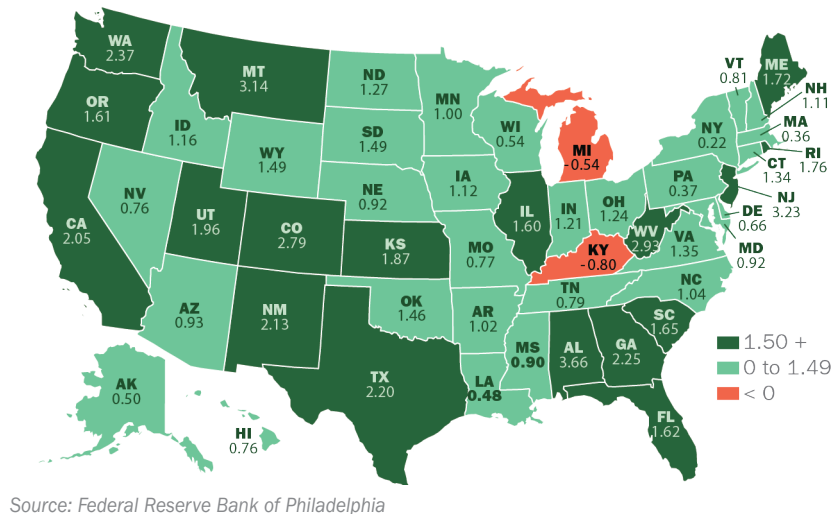 WA
2.37
MT
3.14
ND
1.27
MN
1.00
VT
0.81
ME
1.72
NH
1.11
OR
1.61
ID
1.16
SD
1.49
WI
0.54
MI
-0.54
NY
0.22
MA
0.36
RI
1.76
WY
1.49
CT
1.34
NV
0.76
NE
0.92
IA
1.12
PA
0.37
NJ
3.23
CA
2.05
UT
1.96
CO
2.79
KS
1.87
MO
0.77
IL
1.60
IN
1.21
OH
1.24
WV
2.93
VA
1.35
DE
0.66
MD
0.92
KY
-0.80
AZ
0.93
NM
2.13
OK
1.46
AR
1.02
TN
0.79
NC
1.04
SC
1.65
MS
0.90
AL
3.66
GA
2.25
TX
2.20
LA
0.48
FL
1.62
AK
0.50
HI
0.76
1.50 +
0 to 1.49
< 0
Source: Federal Reserve Bank of Philadelphia